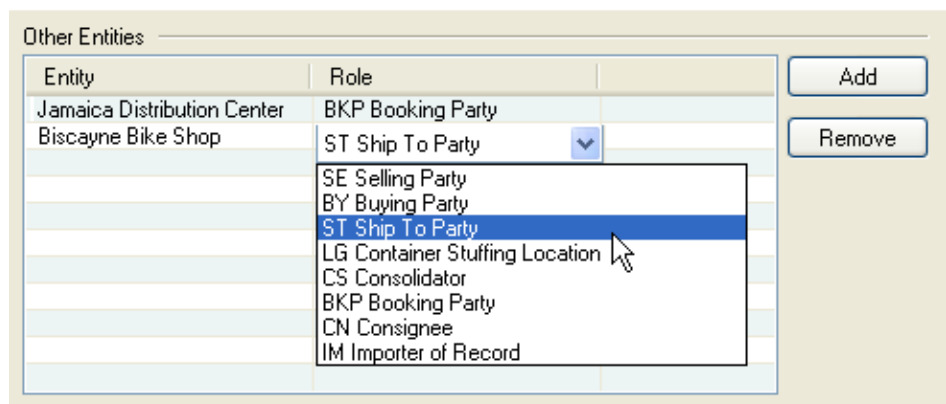 Other Entities
Entity Role
Add
Jamaica Distribution Center BKP Booking Party
Biscayne Bike Shop ST Ship To Party
Remove
SE Selling Party
BY Buying Party
ST Ship To Party
LG Container Stuffing Location
CS Consolidator
BKP Booking Party
CN Consignee
IM Importer of Record